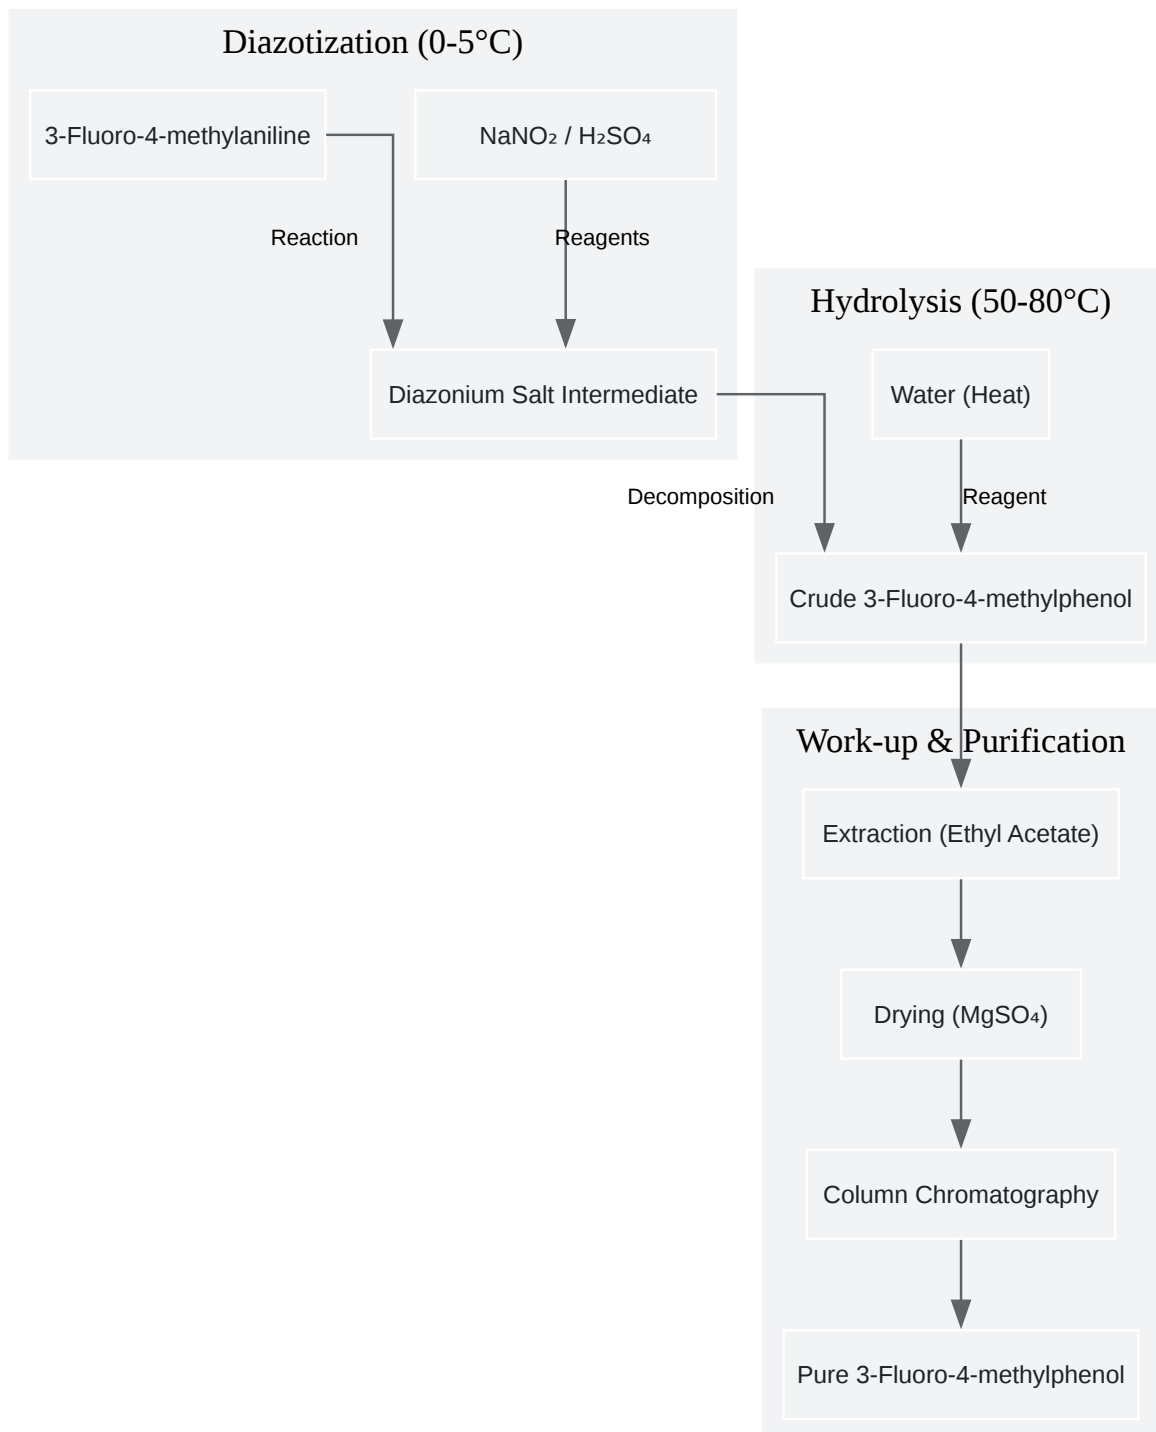 Diazotization (0-5°C)
3-Fluoro-4-methylaniline
NaNO₂ / H₂SO₄
Reaction
Reagents
Diazonium Salt Intermediate
Hydrolysis (50-80°C)
Water (Heat)
Decomposition
Reagent
Crude 3-Fluoro-4-methylphenol
Work-up & Purification
Extraction (Ethyl Acetate)
Drying (MgSO₄)
Column Chromatography
Pure 3-Fluoro-4-methylphenol